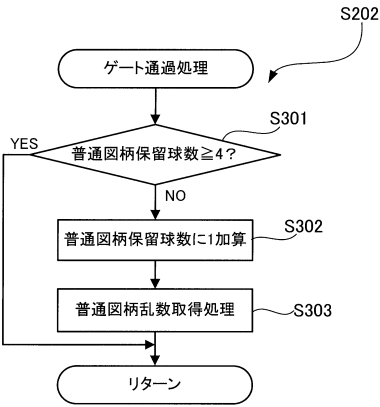 S202
ゲート通過処理
S301
YES
普通図柄保留球数≧4?
NO
S302
普通図柄保留球数に1加算
普通図柄乱数取得処理
S303
リターン